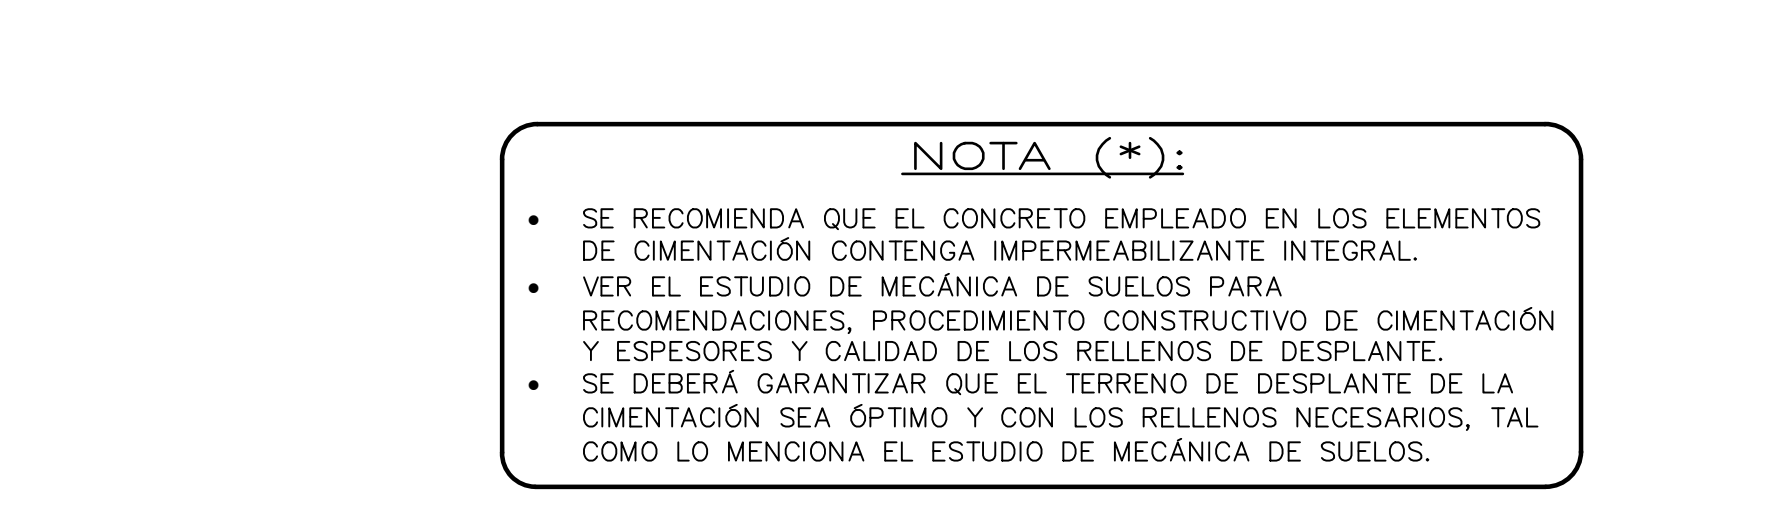 NOTA (*):
• SE RECOMIENDA QUE EL CONCRETO EMPLEADO EN LOS ELEMENTOS
DE CIMENTACIÓN CONTENGA IMPERMEABILIZANTE INTEGRAL.
• VER EL ESTUDIO DE MECÁNICA DE SUELOS PARA
RECOMENDACIONES, PROCEDIMIENTO CONSTRUCTIVO DE CIMENTACIÓN
Y ESPESORES Y CALIDAD DE LOS RELLENOS DE DESPLANTE.
• SE DEBERÁ GARANTIZAR QUE EL TERRENO DE DESPLANTE DE LA
CIMENTACIÓN SEA ÓPTIMO Y CON LOS RELLENOS NECESARIOS, TAL
COMO LO MENCIONA EL ESTUDIO DE MECÁNICA DE SUELOS.